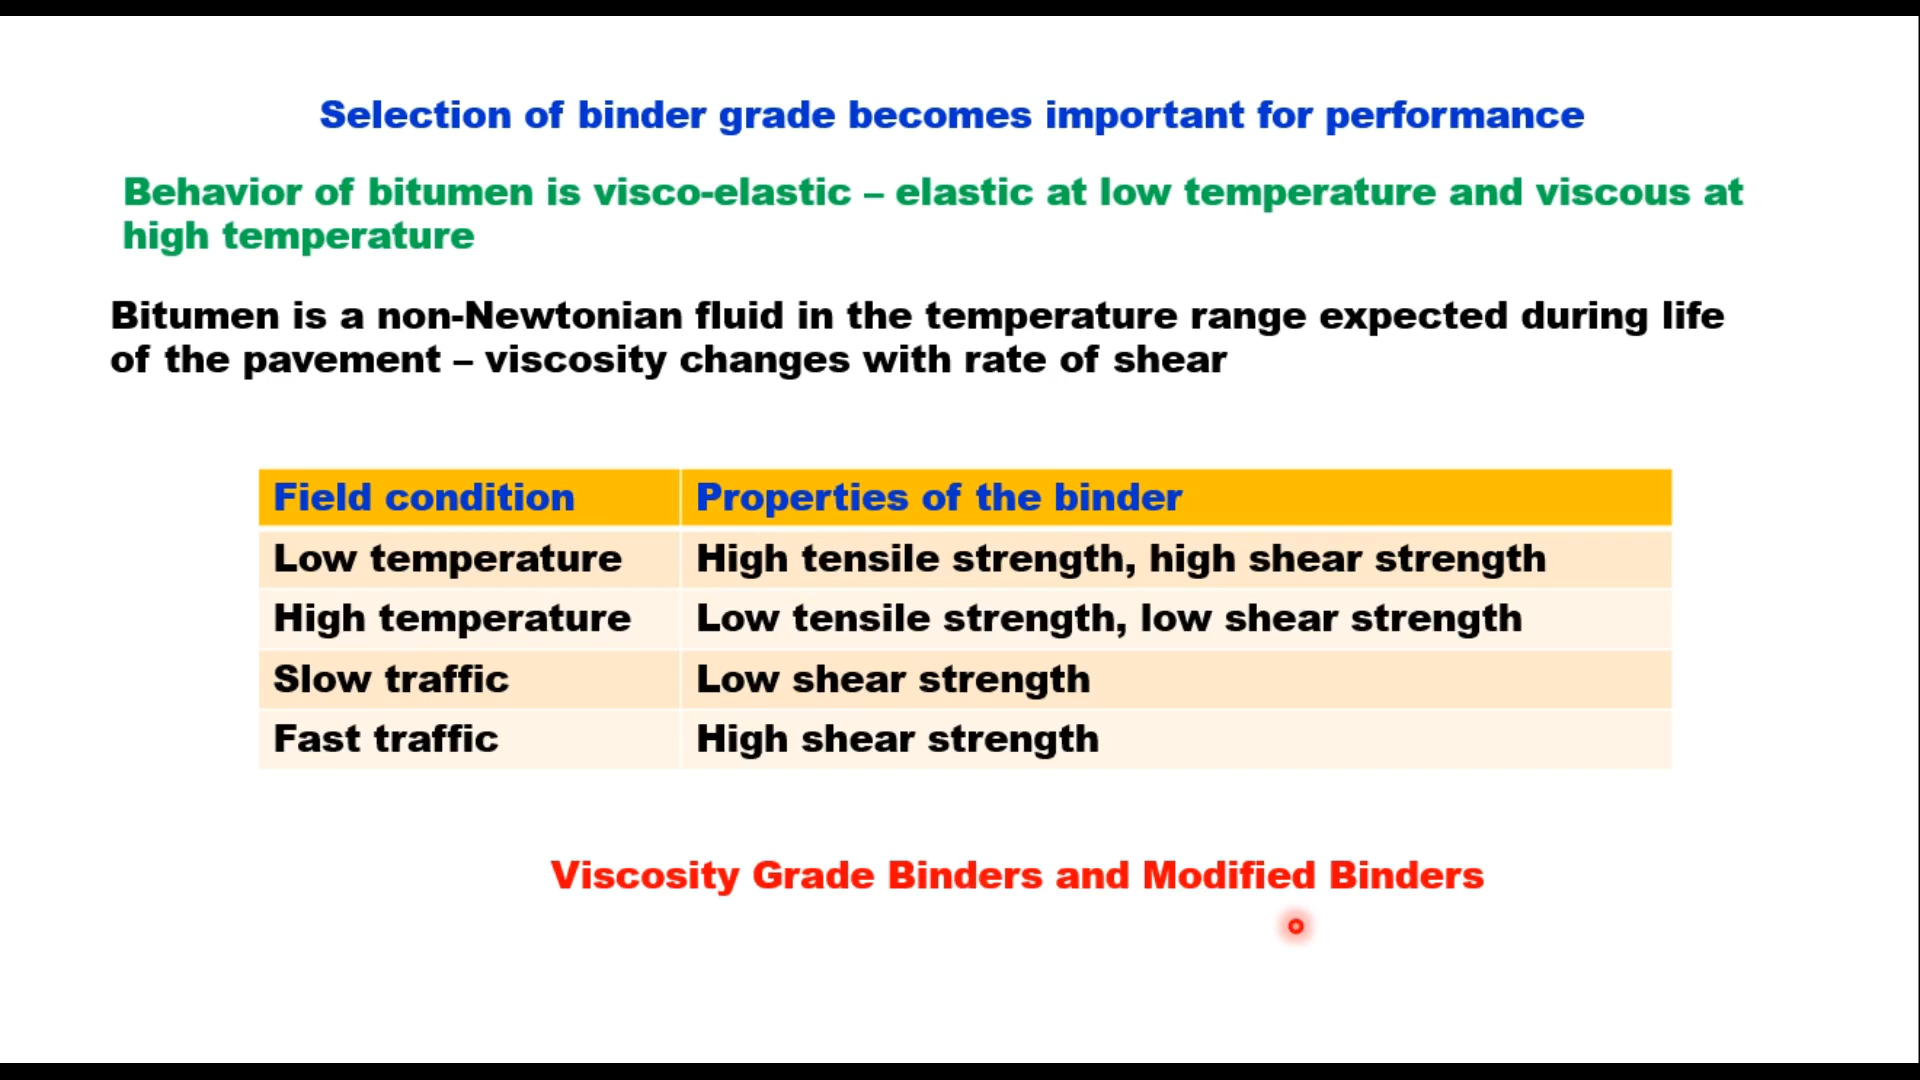 Selection of binder grade becomes important for performance
Behavior of bitumen is visco-elastic – elastic at low temperature and viscous at
high temperature
Bitumen is a non-Newtonian fluid in the temperature range expected during life
of the pavement – viscosity changes with rate of shear
Field condition Properties of the binder
Low temperature High tensile strength, high shear strength
High temperature Low tensile strength, low shear strength
Slow traffic Low shear strength
Fast traffic High shear strength
Viscosity Grade Binders and Modified Binders